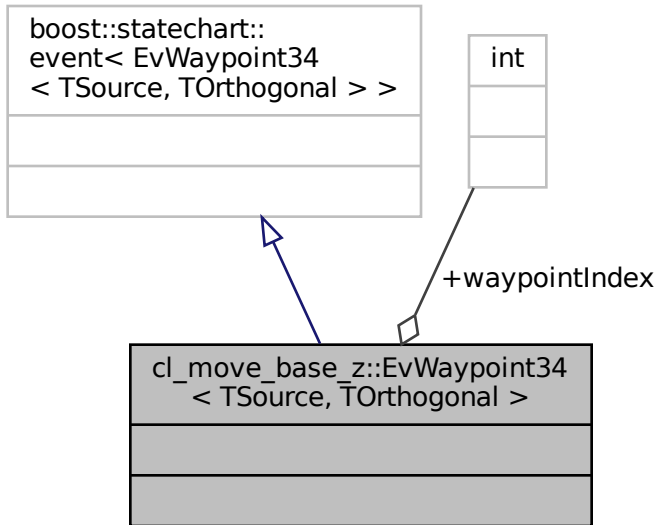 boost::statechart::
event< EvWaypoint34
< TSource, TOrthogonal > >
int
+waypointIndex
cl_move_base_z::EvWaypoint34
< TSource, TOrthogonal >